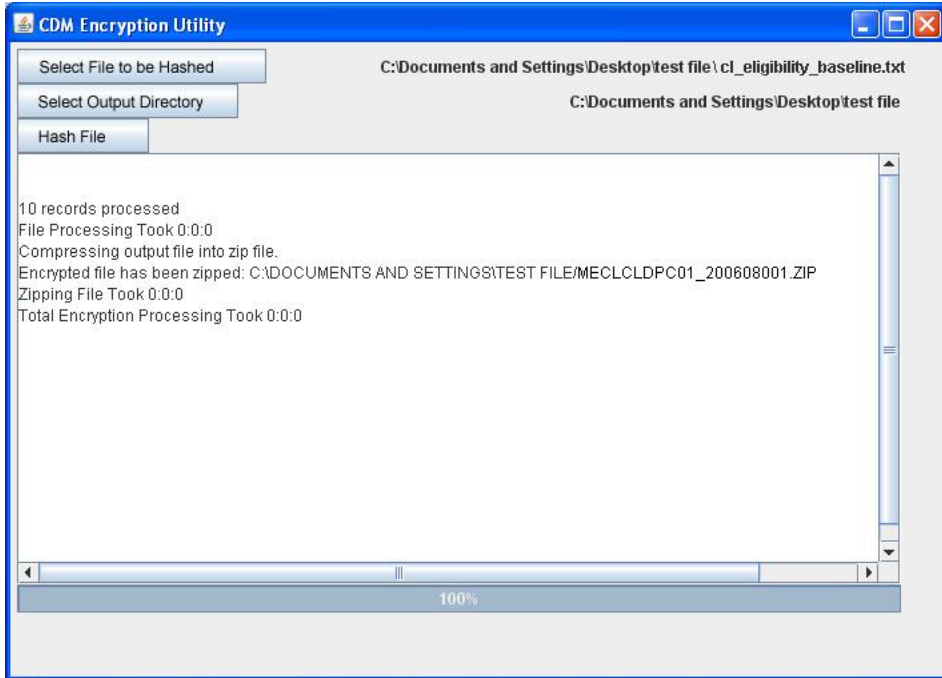 CDM Encryption Utility
Select File to be Hashed
C:\Documents and Settings\Desktop\test file\ cl_eligibility_baseline.txt
Select Output Directory
C:\Documents and Settings\Desktop\test file
Hash File
10 records processed
File Processing Took 0:0:0
Compressing output file into zip file.
Encrypted file has been zipped: C:\DOCUMENTS AND SETTINGS\TEST FILE/MECLCLDPC01_200608001.ZIP
Zipping File Took 0:0:0
Total Encryption Processing Took 0:0:0
100%